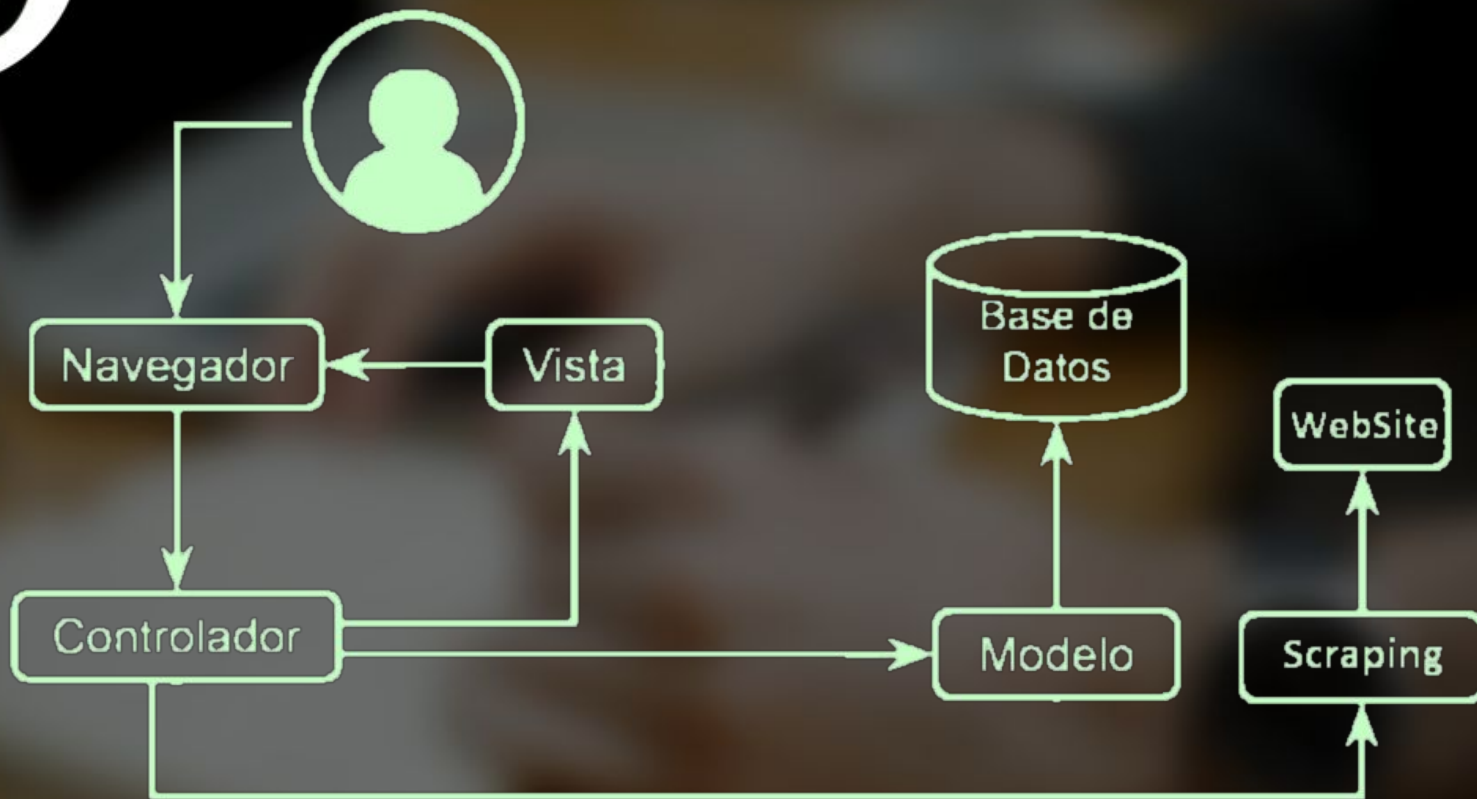 Navegador
Vista
Base de
Datos
WebSite
Controlador
Modelo
Scraping